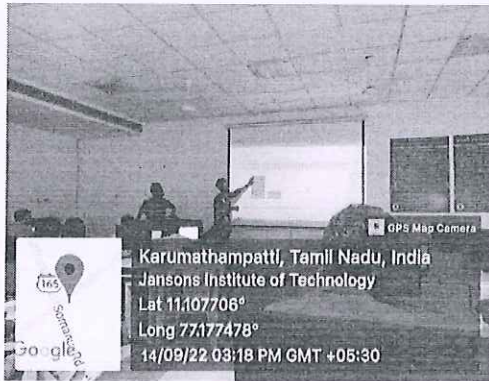 GPS Map Camera
Karumathampatti, Tamil Nadu, India
Jansons Institute of Technology
Lat 11.107706°
Long 77.177478°
14/09/22 03:18 PM GMT +05:30
165
Google